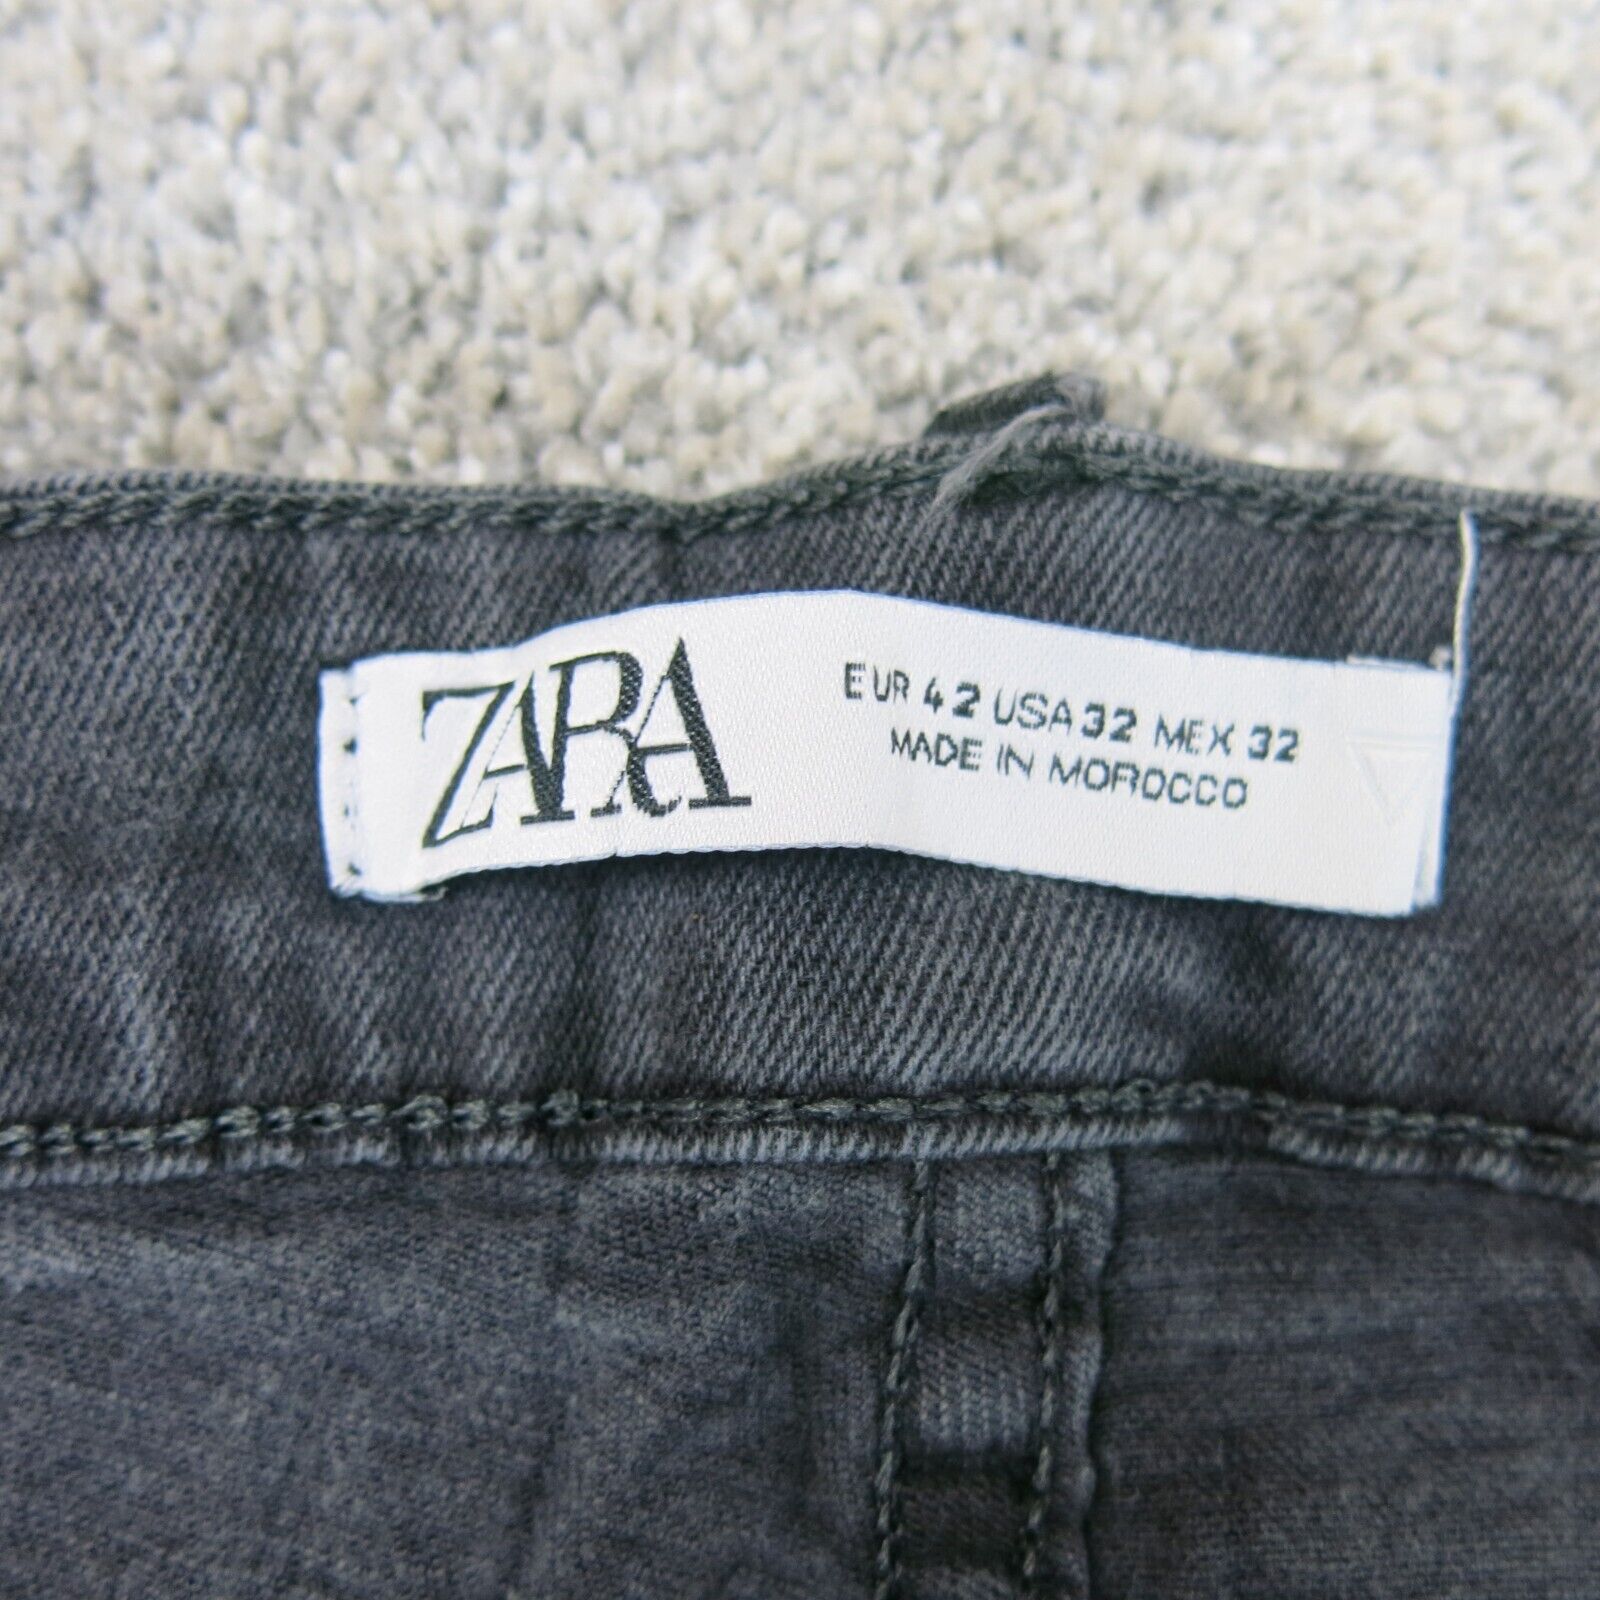 ZARA
EUR 42 USA 32 MEX 32
MADE IN MOROCCO